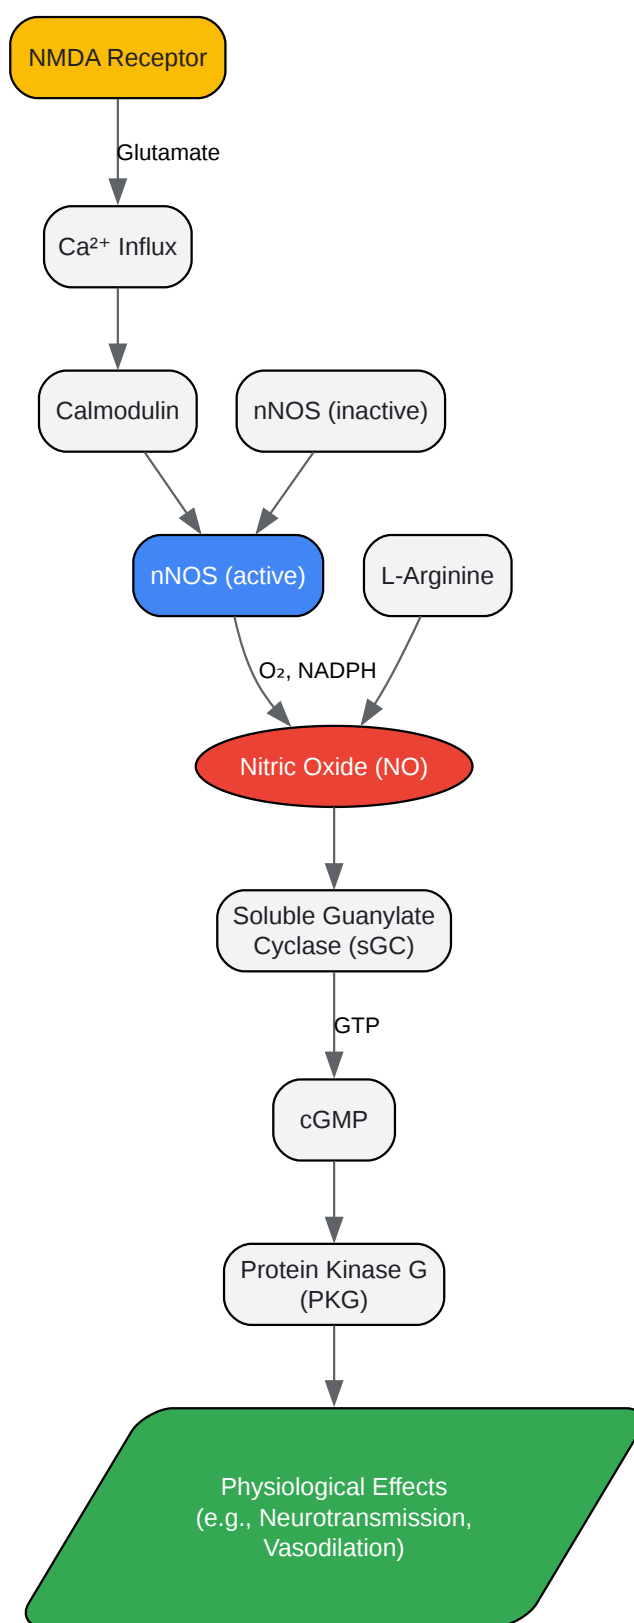 NMDA Receptor
Glutamate
Ca²⁺ Influx
Calmodulin
nNOS (inactive)
nNOS (active)
L-Arginine
O₂, NADPH
Nitric Oxide (NO)
Soluble Guanylate
Cyclase (sGC)
GTP
cGMP
Protein Kinase G
(PKG)
Physiological Effects
(e.g., Neurotransmission,
Vasodilation)